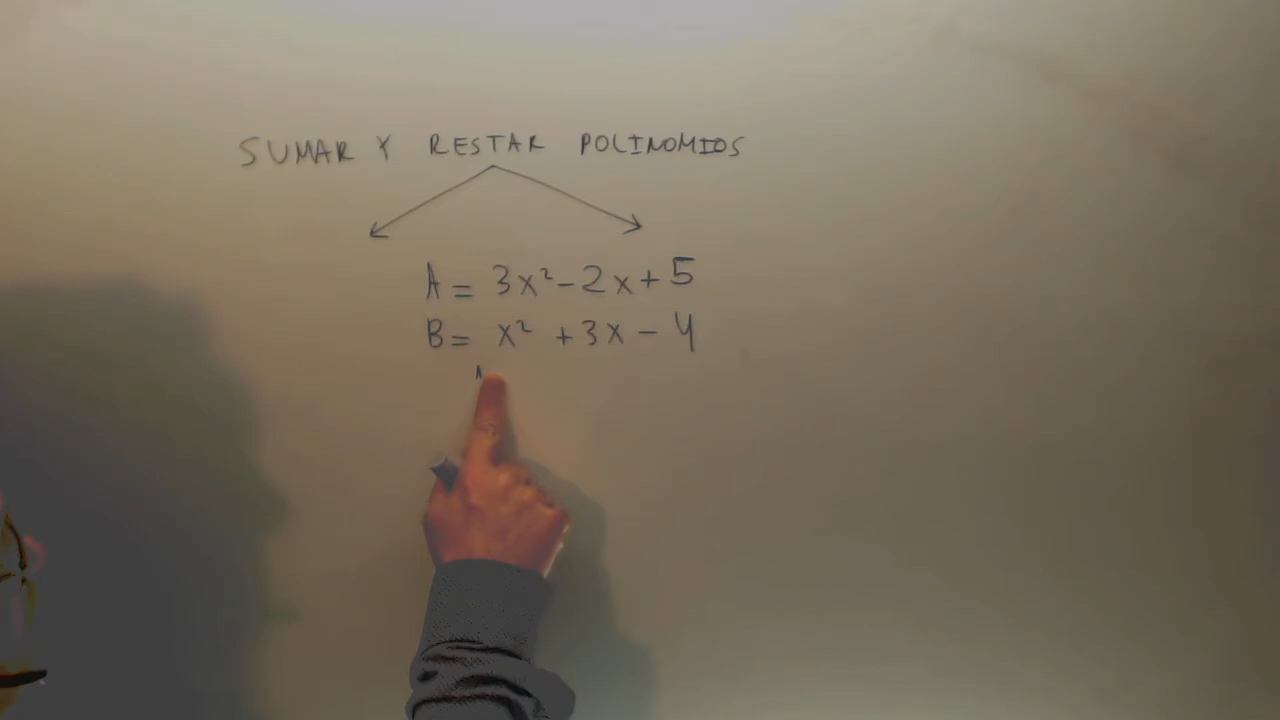 SUMAR Y RESTAR POLINOMIOS
A = 3x² - 2x + 5
B = x² + 3x - 4
A